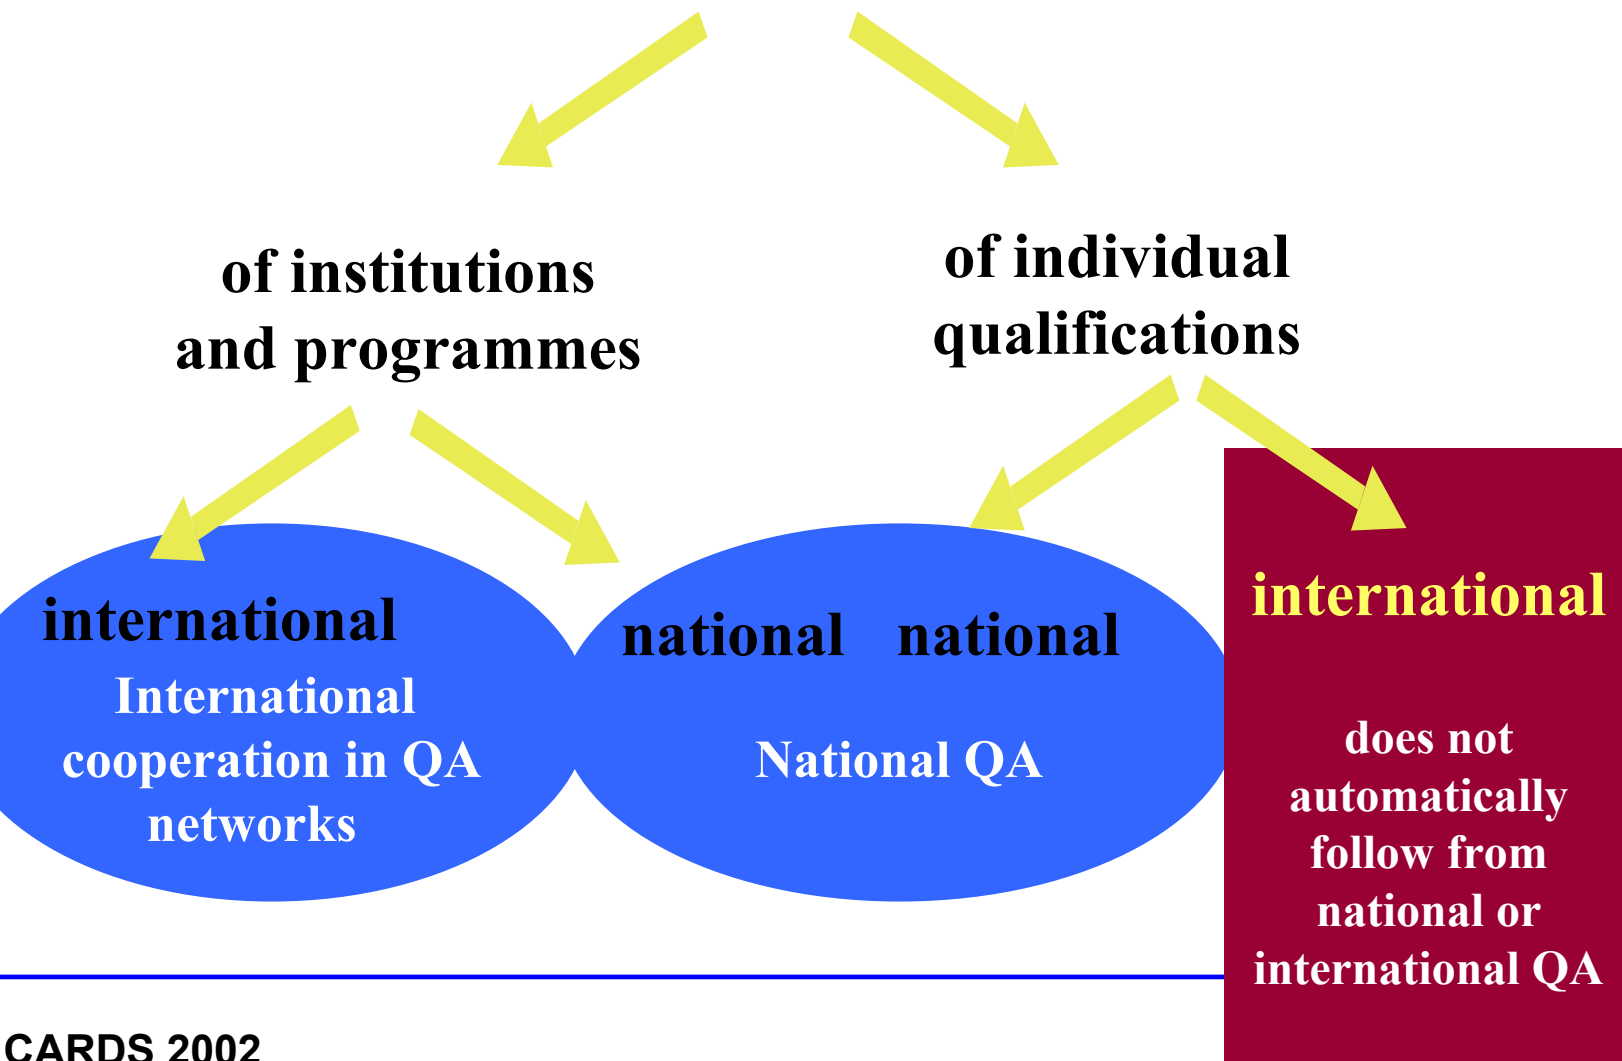 of institutions
and programmes
of individual
qualifications
international
International
cooperation in QA
networks
national national
National QA
international
does not
automatically
follow from
national or
international QA
CARDS 2002